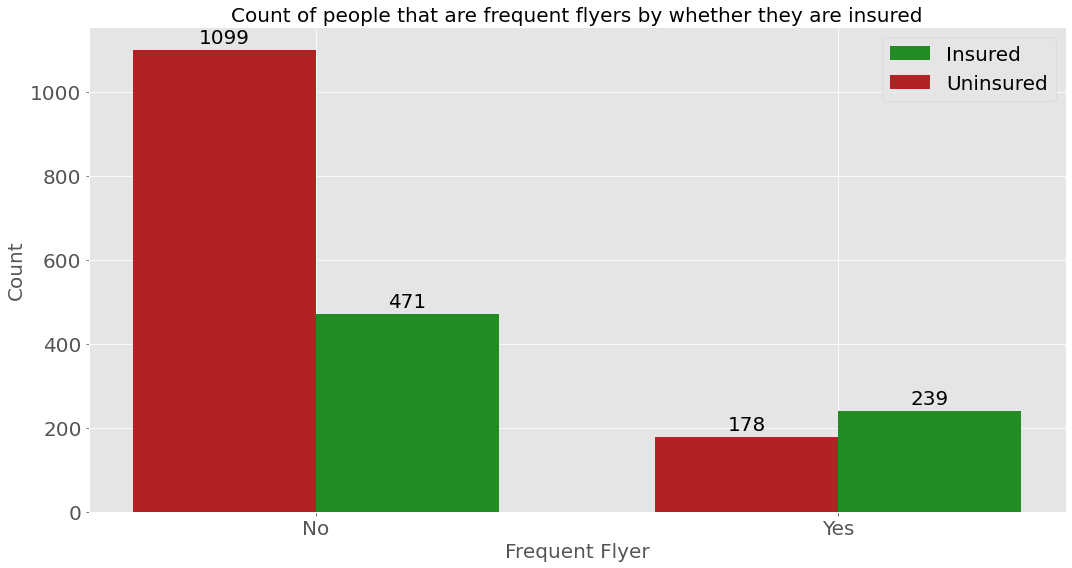 Count of people that are frequent flyers by whether they are insured
1099
Insured
Uninsured
1000
800
600
471
400
239
178
200
0
No
Yes
Count
Frequent Flyer